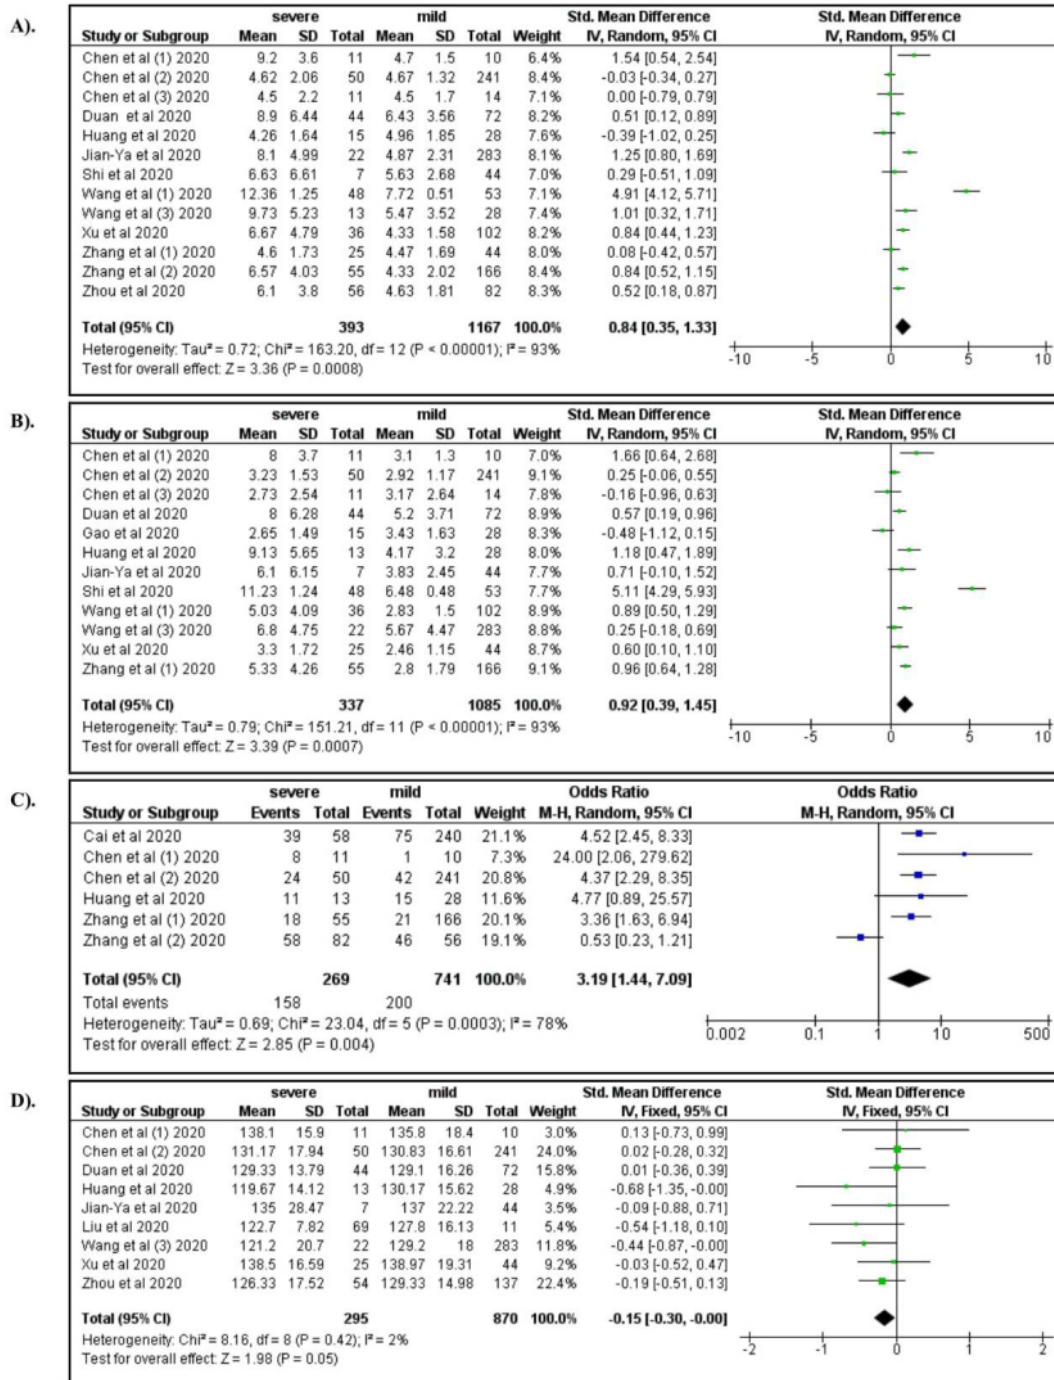 A).
severe mild Std. Mean Difference Std. Mean Difference
Study or Subgroup Mean SD Total Mean SD Total Weight IV, Random, 95% CI IV, Random, 95% CI
Chen et al (1) 2020 9.2 3.6 11 4.7 1.5 10 6.4% 1.54 [0.54, 2.54]
Chen et al (2) 2020 4.62 2.06 50 4.67 1.32 241 8.4% -0.03 [-0.34, 0.27]
Chen et al (3) 2020 4.5 2.2 11 4.5 1.7 14 7.1% 0.00 [-0.79, 0.79]
Duan et al 2020 8.9 6.44 44 6.43 3.56 72 8.2% 0.51 [0.12, 0.89]
Huang et al 2020 4.26 1.64 15 4.96 1.85 28 7.6% -0.39 [-1.02, 0.25]
Jian-Ya et al 2020 8.1 4.99 22 4.87 2.31 283 8.1% 1.25 [0.80, 1.69]
Shi et al 2020 6.63 6.61 7 5.63 2.68 44 7.0% 0.29 [-0.51, 1.09]
Wang et al (1) 2020 12.36 1.25 48 7.72 0.51 53 7.1% 4.91 [4.12, 5.71]
Wang et al (3) 2020 9.73 5.23 13 5.47 3.52 28 7.4% 1.01 [0.32, 1.71]
Xu et al 2020 6.67 4.79 36 4.33 1.58 102 8.2% 0.84 [0.44, 1.23]
Zhang et al (1) 2020 4.6 1.73 25 4.47 1.69 44 8.0% 0.08 [-0.42, 0.57]
Zhang et al (2) 2020 6.57 4.03 55 4.33 2.02 166 8.4% 0.84 [0.52, 1.15]
Zhou et al 2020 6.1 3.8 56 4.63 1.81 82 8.3% 0.52 [0.18, 0.87]
Total (95% CI) 393 1167 100.0% 0.84 [0.35, 1.33]
Heterogeneity: Tau² = 0.72; Chi² = 163.20, df = 12 (P < 0.00001); I² = 93%
Test for overall effect: Z = 3.36 (P = 0.0008)
-10 -5 0 5 10
B).
severe mild Std. Mean Difference Std. Mean Difference
Study or Subgroup Mean SD Total Mean SD Total Weight IV, Random, 95% CI IV, Random, 95% CI
Chen et al (1) 2020 8 3.7 11 3.1 1.3 10 7.0% 1.66 [0.64, 2.68]
Chen et al (2) 2020 3.23 1.53 50 2.92 1.17 241 9.1% 0.25 [-0.06, 0.55]
Chen et al (3) 2020 2.73 2.54 11 3.17 2.64 14 7.8% -0.16 [-0.96, 0.63]
Duan et al 2020 8 6.28 44 5.2 3.71 72 8.9% 0.57 [0.19, 0.96]
Gao et al 2020 2.65 1.49 15 3.43 1.63 28 8.3% -0.48 [-1.12, 0.15]
Huang et al 2020 9.13 5.65 13 4.17 3.2 28 8.0% 1.18 [0.47, 1.89]
Jian-Ya et al 2020 6.1 6.15 7 3.83 2.45 44 7.7% 0.71 [-0.10, 1.52]
Shi et al 2020 11.23 1.24 48 6.48 0.48 53 7.7% 5.11 [4.29, 5.93]
Wang et al (1) 2020 5.03 4.09 36 2.83 1.5 102 8.9% 0.89 [0.50, 1.29]
Wang et al (3) 2020 6.8 4.75 22 5.67 4.47 283 8.8% 0.25 [-0.18, 0.69]
Xu et al 2020 3.3 1.72 25 2.46 1.15 44 8.6% 0.60 [0.10, 1.10]
Zhang et al (1) 2020 5.33 4.26 55 2.8 1.79 166 9.1% 0.96 [0.64, 1.28]
Total (95% CI) 337 1085 100.0% 0.92 [0.39, 1.45]
Heterogeneity: Tau² = 0.79; Chi² = 151.21, df = 11 (P < 0.00001); I² = 93%
Test for overall effect: Z = 3.39 (P = 0.0007)
-10 -5 0 5 10
C).
severe mild Odds Ratio Odds Ratio
Study or Subgroup Events Total Events Total Weight M-H, Random, 95% CI M-H, Random, 95% CI
Cai et al 2020 39 58 75 240 21.1% 4.52 [2.45, 8.33]
Chen et al (1) 2020 8 11 1 10 7.3% 24.00 [2.06, 279.62]
Chen et al (2) 2020 24 50 42 241 20.8% 4.37 [2.29, 8.35]
Huang et al 2020 11 13 15 28 11.6% 4.77 [0.89, 25.57]
Zhang et al (1) 2020 18 55 21 166 20.1% 3.36 [1.63, 6.94]
Zhang et al (2) 2020 58 82 46 56 19.1% 0.53 [0.23, 1.21]
Total (95% CI) 269 741 100.0% 3.19 [1.44, 7.09]
Total events 158 200
Heterogeneity: Tau² = 0.69; Chi² = 23.04, df = 5 (P = 0.0003); I² = 78%
Test for overall effect: Z = 2.85 (P = 0.004)
0.002 0.1 1 10 500
D).
severe mild Std. Mean Difference Std. Mean Difference
Study or Subgroup Mean SD Total Mean SD Total Weight IV, Fixed, 95% CI IV, Fixed, 95% CI
Chen et al (1) 2020 138.1 15.9 11 135.8 18.4 10 3.0% 0.13 [-0.73, 0.99]
Chen et al (2) 2020 131.17 17.94 50 130.83 16.61 241 24.0% 0.02 [-0.28, 0.32]
Duan et al 2020 129.33 13.79 44 129.1 16.26 72 15.8% 0.01 [-0.36, 0.39]
Huang et al 2020 119.67 14.12 13 130.17 15.62 28 4.9% -0.68 [-1.35, -0.00]
Jian-Ya et al 2020 135 28.47 7 137 22.22 44 3.5% -0.09 [-0.88, 0.71]
Liu et al 2020 122.7 7.82 69 127.8 16.13 11 5.4% -0.54 [-1.18, 0.10]
Wang et al (3) 2020 121.2 20.7 22 129.2 18 283 11.8% -0.44 [-0.87, -0.00]
Xu et al 2020 138.5 16.59 25 138.97 19.31 44 9.2% -0.03 [-0.52, 0.47]
Zhou et al 2020 126.33 17.52 54 129.33 14.98 137 22.4% -0.19 [-0.51, 0.13]
Total (95% CI) 295 870 100.0% -0.15 [-0.30, -0.00]
Heterogeneity: Chi² = 8.16, df = 8 (P = 0.42); I² = 2%
Test for overall effect: Z = 1.98 (P = 0.05)
-2 -1 0 1 2